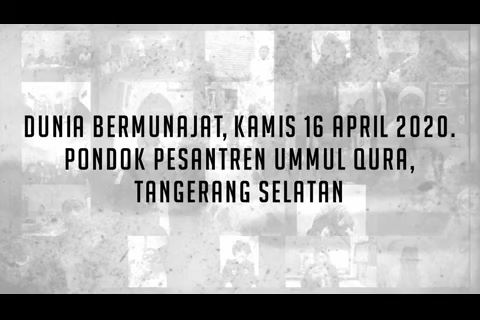 DUNIA BERMUNAJAT, KAMIS 16 APRIL 2020.
PONDOK PESANTREN UMMUL QURA,
TANGERANG SELATAN